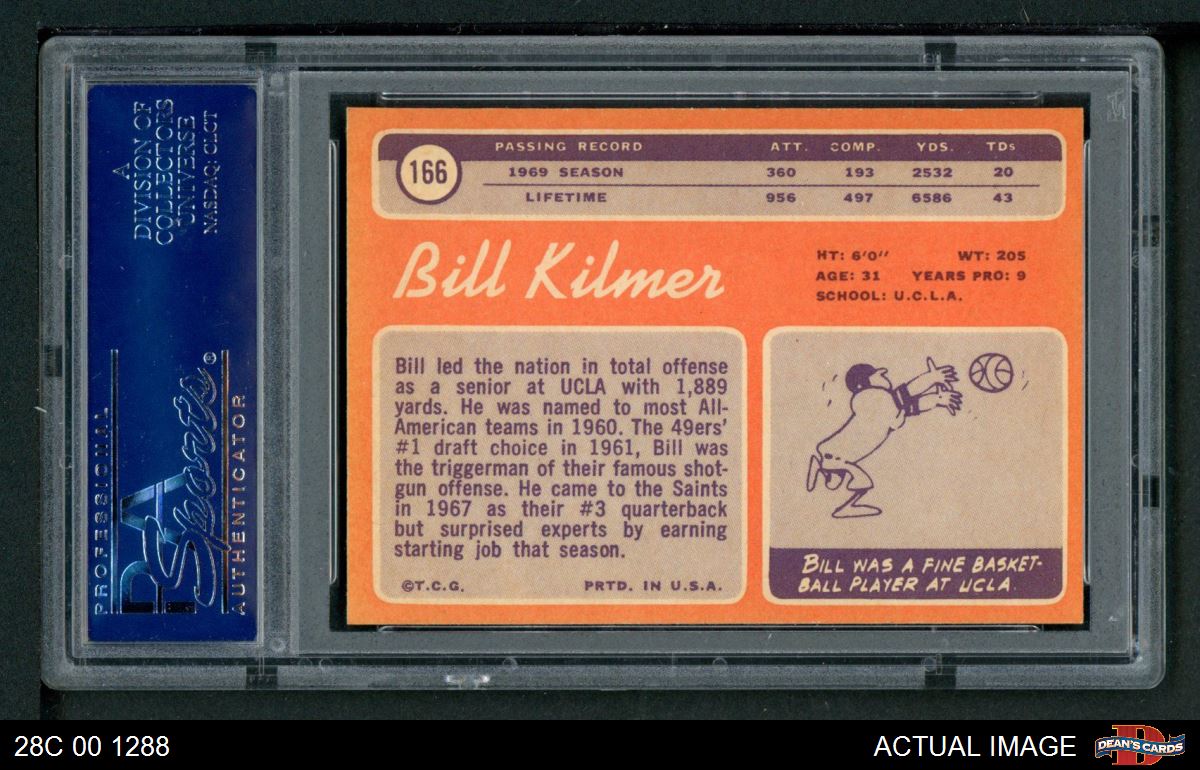 A
DIVISION OF
COLLECTORS
UNIVERSE
NASDAQ: CLCT
PROFESSIONAL
PSA
Sports®
AUTHENTICATOR
166
PASSING RECORD ATT. COMP. YDS. TDs
1969 SEASON 360 193 2532 20
LIFETIME 956 497 6586 43
Bill Kilmer
HT: 6'0" WT: 205
AGE: 31 YEARS PRO: 9
SCHOOL: U.C.L.A.
Bill led the nation in total offense
as a senior at UCLA with 1,889
yards. He was named to most All-
American teams in 1960. The 49ers'
#1 draft choice in 1961, Bill was
the triggerman of their famous shot-
gun offense. He came to the Saints
in 1967 as their #3 quarterback
but surprised experts by earning
starting job that season.
©T.C.G. PRTD. IN U.S.A.
BILL WAS A FINE BASKET-
BALL PLAYER AT UCLA.
28C 00 1288
ACTUAL IMAGE
D
DEAN'S CARDS